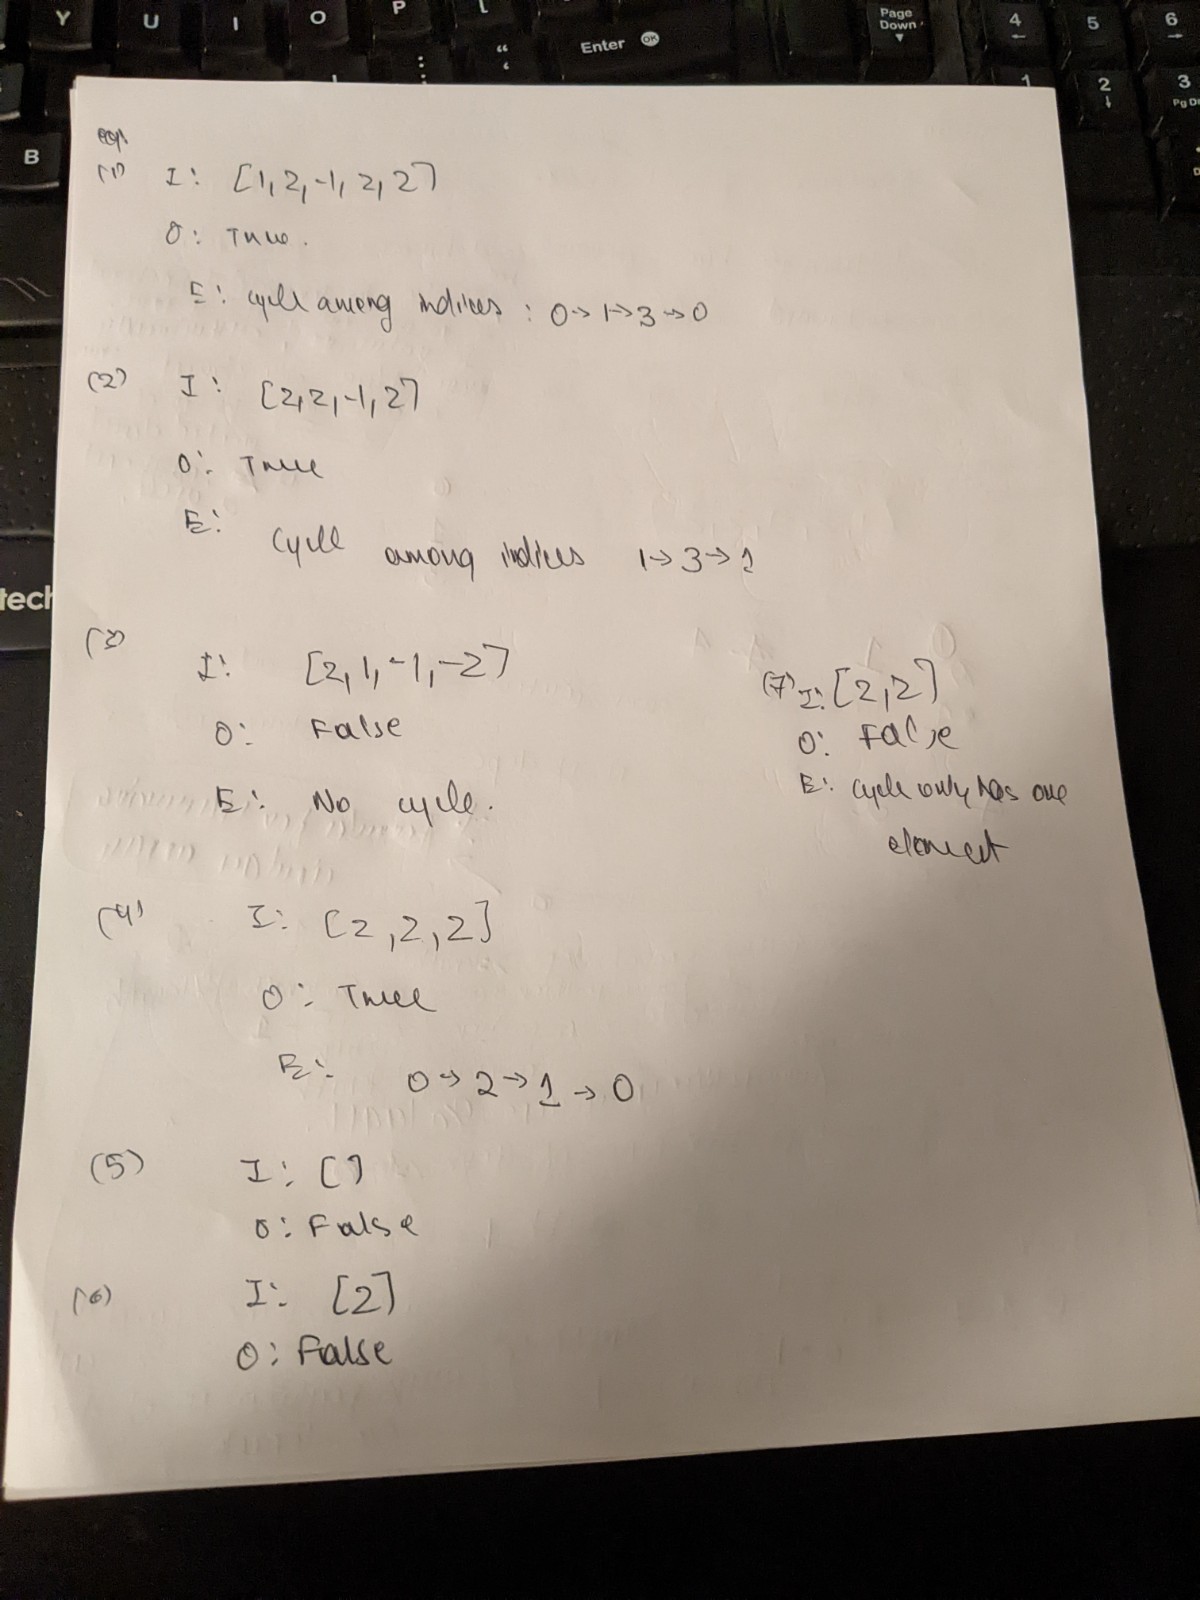 Y U I O P [
“ ‘
Enter OK
Page Down
4 5 6
1 2 3
Pg D
B
tech
eg.
(1) I: [1, 2, -1, 2, 2]
O: True.
E: cycle among indices : 0→1→3→0
(2) I: [2, 2, -1, 2]
O: True
E: Cycle among indices 1→3→1
(3)
I: [2, 1, -1, -2]
O: False
E: No cycle.
(7) I: [2,2]
O: False
E: cycle only has one
element
(4) I: [2, 2, 2]
O: True
E: 0→2→1→0
(5) I: []
O: False
(6) I: [2]
O: False